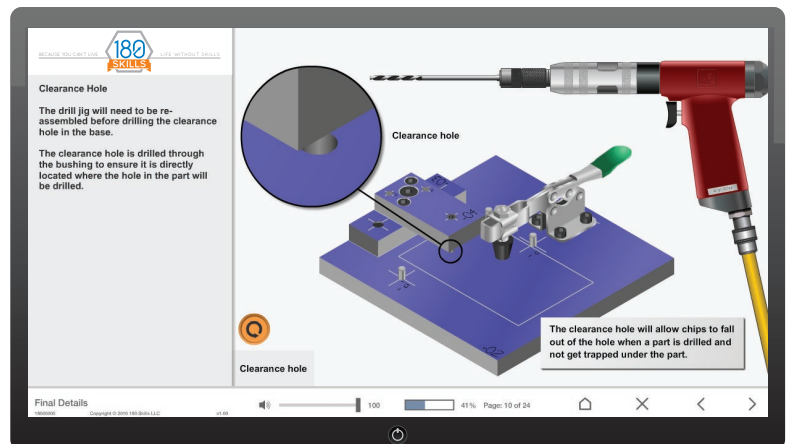 BECAUSE YOU CAN'T LIVE
180
SKILLS
LIFE WITHOUT SKILLS
Clearance Hole
The drill jig will need to be re-
assembled before drilling the clearance
hole in the base.
The clearance hole is drilled through
the bushing to ensure it is directly
located where the hole in the part will
be drilled.
Clearance hole
-04
-02
The clearance hole will allow chips to fall
out of the hole when a part is drilled and
not get trapped under the part.
Clearance hole
Final Details
Copyright © 2016 180 Skills LLC
v1.00
100
41%
Page: 10 of 24